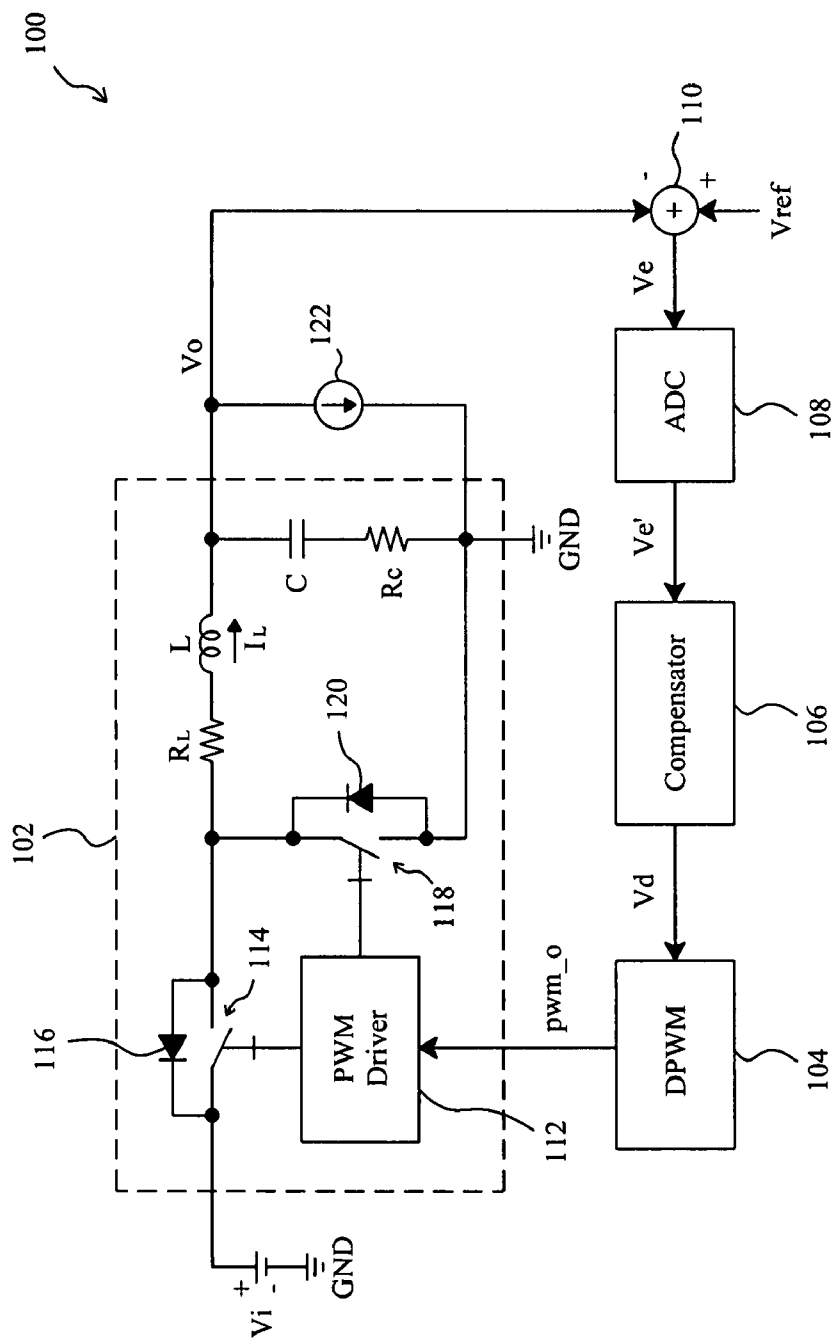 100
102
116
114
RL
L
IL
Vo
Vi
+
-
GND
PWM
Driver
112
118
120
C
Rc
GND
122
pwm_o
-
+
110
+
Vref
Ve
ADC
108
Ve'
Compensator
106
Vd
DPWM
104